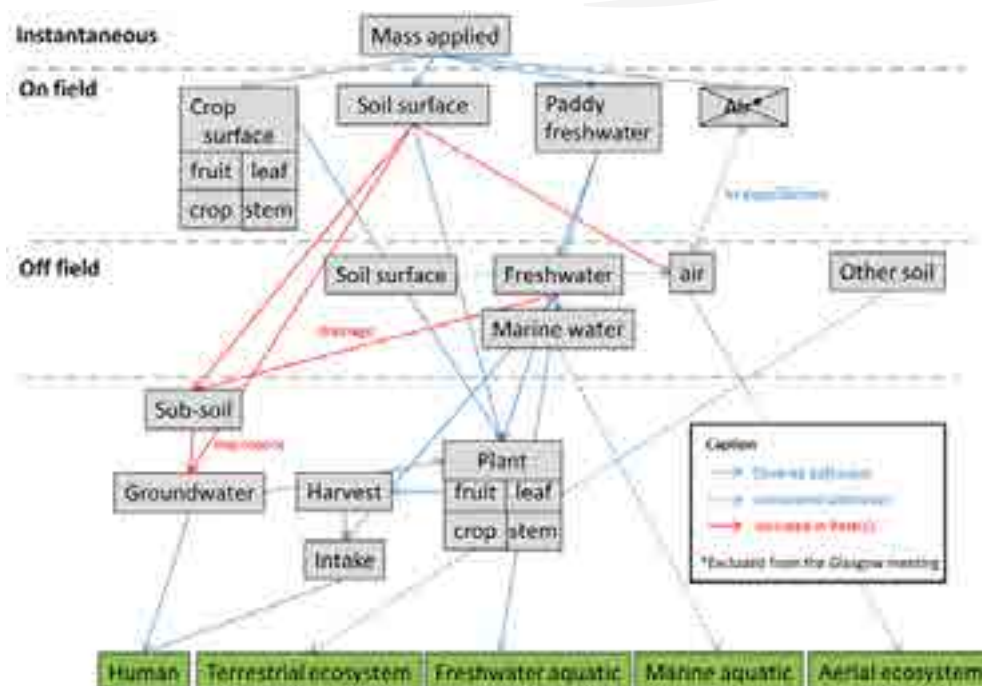 Instantaneous
Mass applied
On field
Crop surface
Soil surface
Paddy freshwater
Air*
fruit
leaf
crop
stem
Off field
Soil surface
Freshwater
air
Other soil
Marine water
Sub-soil
Groundwater
Harvest
Plant
fruit
leaf
crop
stem
Intake
Caption
*Excluded from the Glasgow meeting
Human
Terrestrial ecosystem
Freshwater aquatic
Marine aquatic
Aerial ecosystem